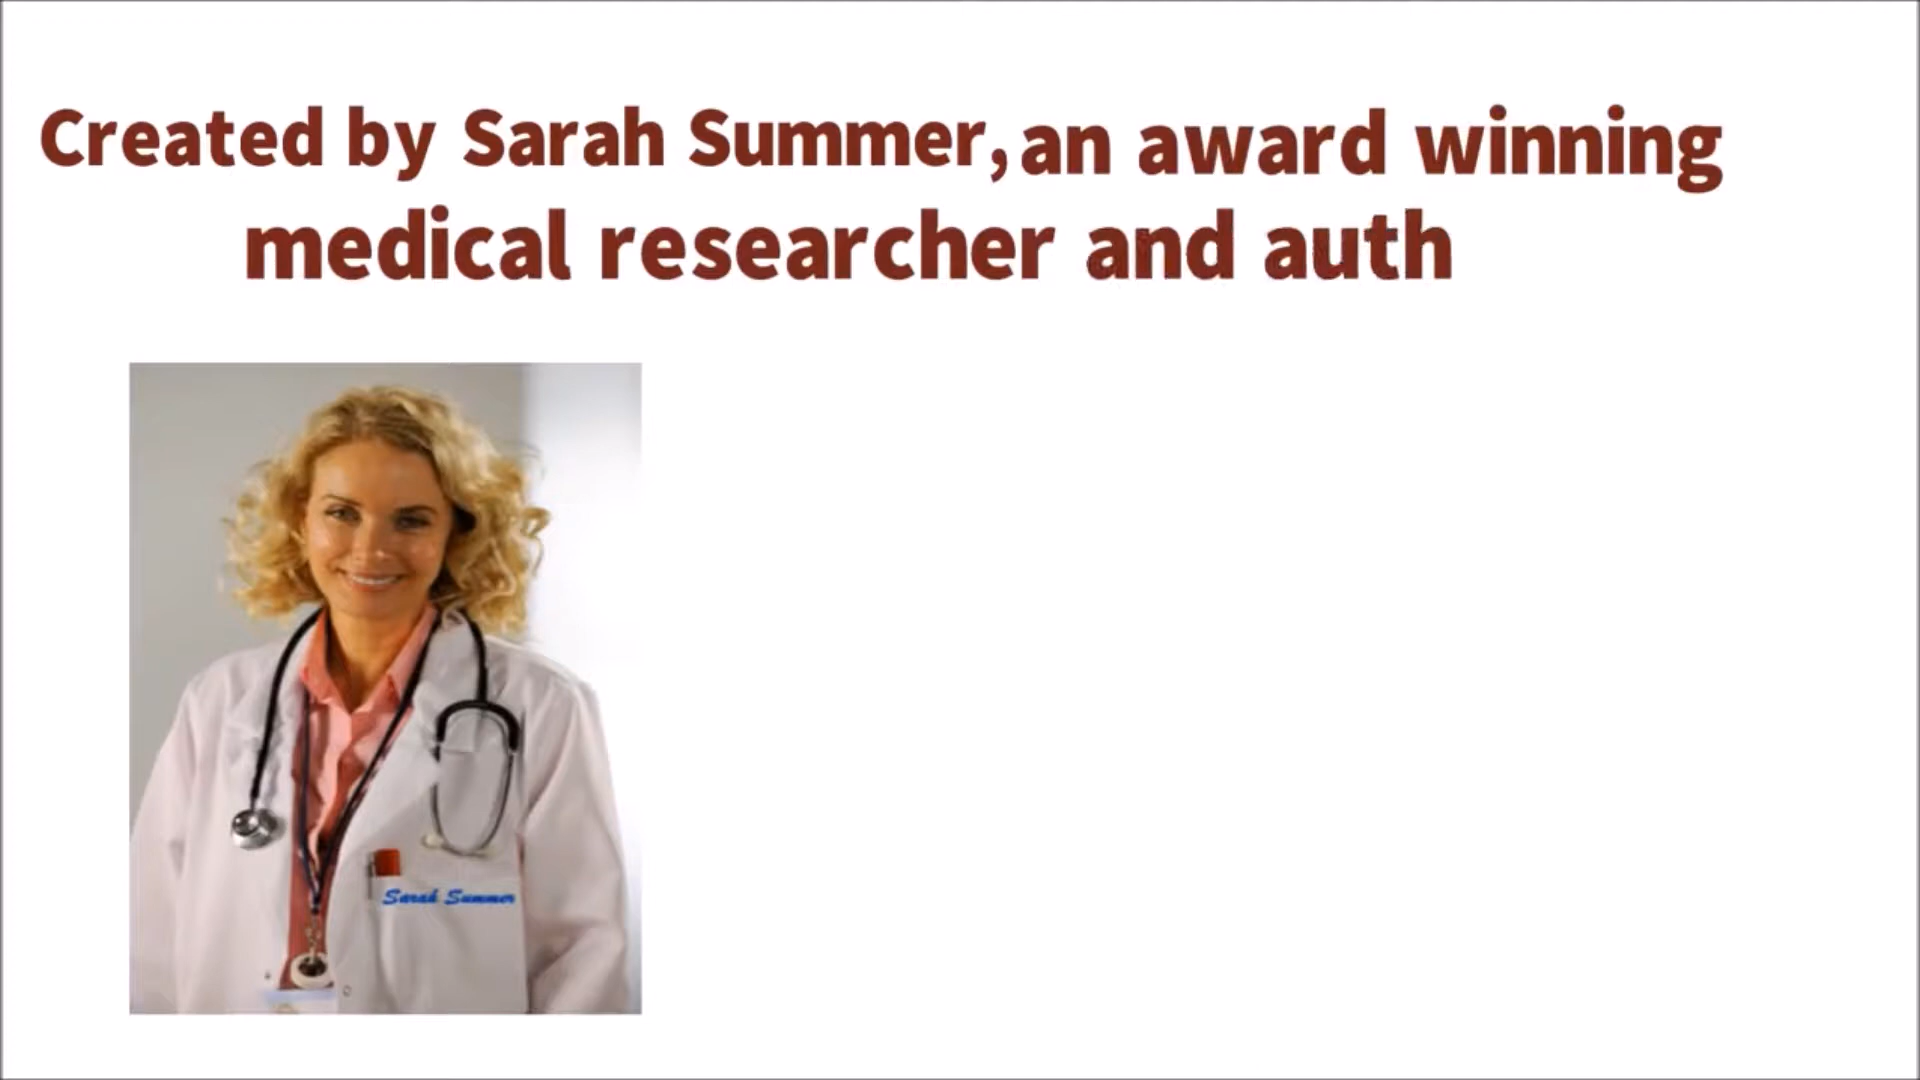 Created by Sarah Summer, an award winning
medical researcher and auth
Sarah Summer